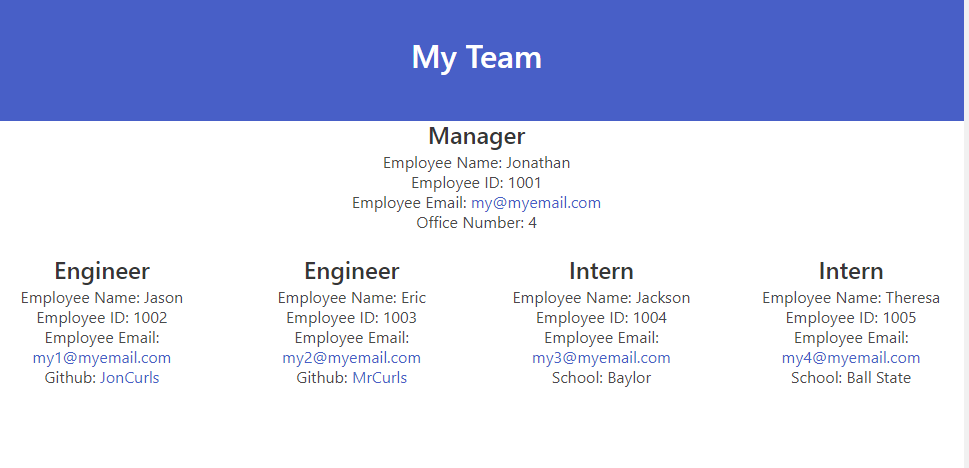 My Team
Manager
Employee Name: Jonathan
Employee ID: 1001
Employee Email: my@myemail.com
Office Number: 4
Engineer
Employee Name: Jason
Employee ID: 1002
Employee Email:
my1@myemail.com
Github: JonCurls
Engineer
Employee Name: Eric
Employee ID: 1003
Employee Email:
my2@myemail.com
Github: MrCurls
Intern
Employee Name: Jackson
Employee ID: 1004
Employee Email:
my3@myemail.com
School: Baylor
Intern
Employee Name: Theresa
Employee ID: 1005
Employee Email:
my4@myemail.com
School: Ball State